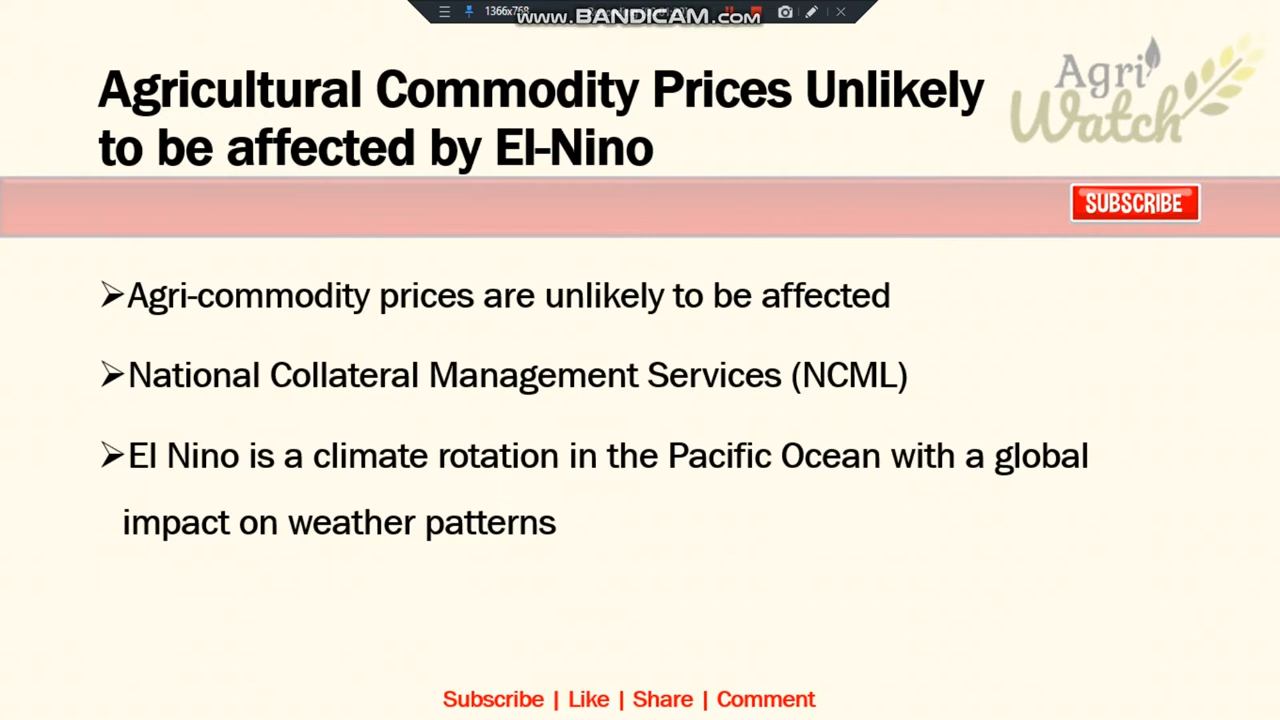 1366x768
www.BANDICAM.com
Agricultural Commodity Prices Unlikely
to be affected by El-Nino
Agri
Watch
SUBSCRIBE
➢Agri-commodity prices are unlikely to be affected
➢National Collateral Management Services (NCML)
➢El Nino is a climate rotation in the Pacific Ocean with a global
impact on weather patterns
Subscribe | Like | Share | Comment